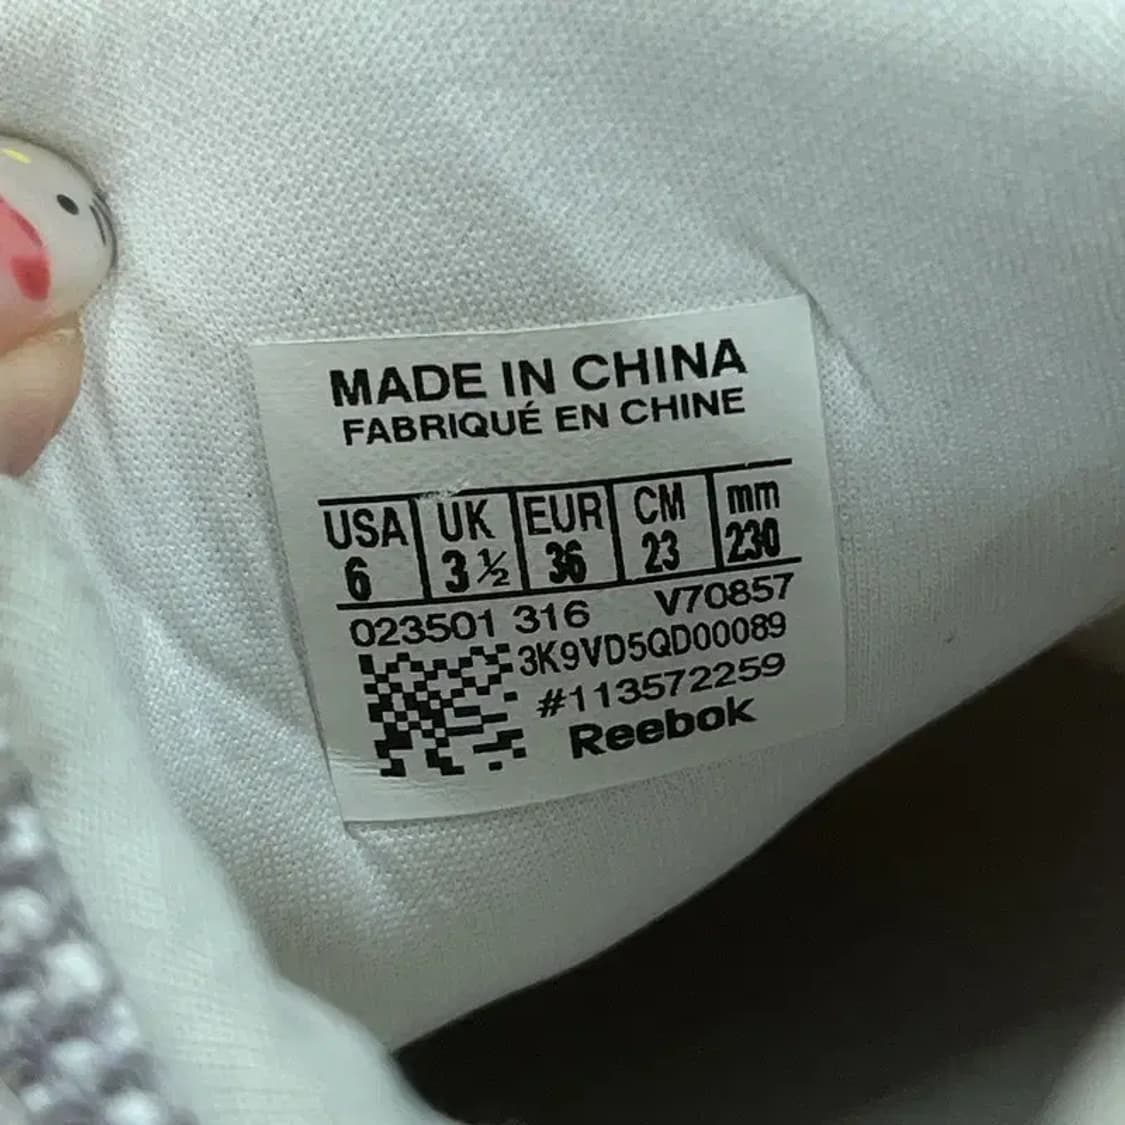 MADE IN CHINA
FABRIQUÉ EN CHINE
USA UK EUR CM mm
6 3½ 36 23 230
023501 316 V70857
3K9VD5QD00089
#113572259
Reebok